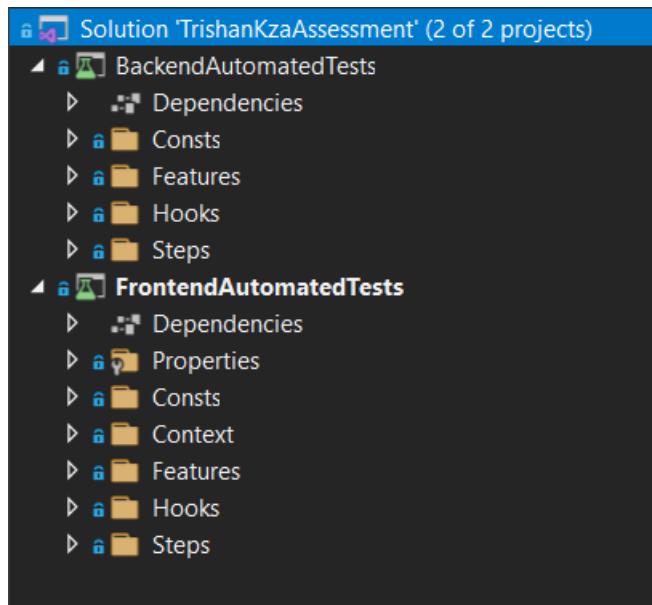 Solution 'TrishanKzaAssessment' (2 of 2 projects)
BackendAutomatedTests
Dependencies
Consts
Features
Hooks
Steps
FrontendAutomatedTests
Dependencies
Properties
Consts
Context
Features
Hooks
Steps